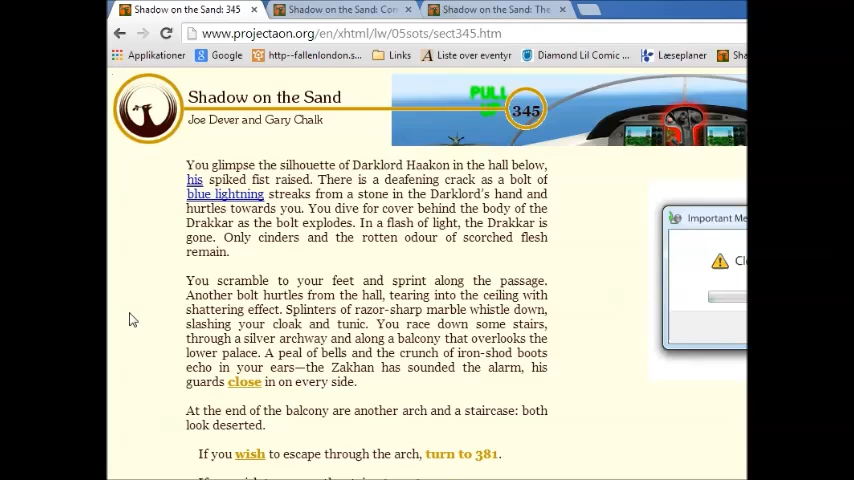 Shadow on the Sand: 345
Shadow on the Sand: Con
Shadow on the Sand: The
www.projectaon.org/en/xhtml/lw/05sots/sect345.htm
Applikationer
Google
http--fallenlondon.s
Links
Liste over eventyr
Diamond Lil Comic ...
Læseplaner
Sha
Shadow on the Sand
Joe Dever and Gary Chalk
PULL
UP
345
You glimpse the silhouette of Darklord Haakon in the hall below,
his spiked fist raised. There is a deafening crack as a bolt of
blue lightning streaks from a stone in the Darklord's hand and
hurtles towards you. You dive for cover behind the body of the
Drakkar as the bolt explodes. In a flash of light, the Drakkar is
gone. Only cinders and the rotten odour of scorched flesh
remain.
You scramble to your feet and sprint along the passage.
Another bolt hurtles from the hall, tearing into the ceiling with
shattering effect. Splinters of razor-sharp marble whistle down,
slashing your cloak and tunic. You race down some stairs,
through a silver archway and along a balcony that overlooks the
lower palace. A peal of bells and the crunch of iron-shod boots
echo in your ears—the Zakhan has sounded the alarm, his
guards close in on every side.
At the end of the balcony are another arch and a staircase: both
look deserted.
If you wish to escape through the arch, turn to 381.
Important Me
Cl